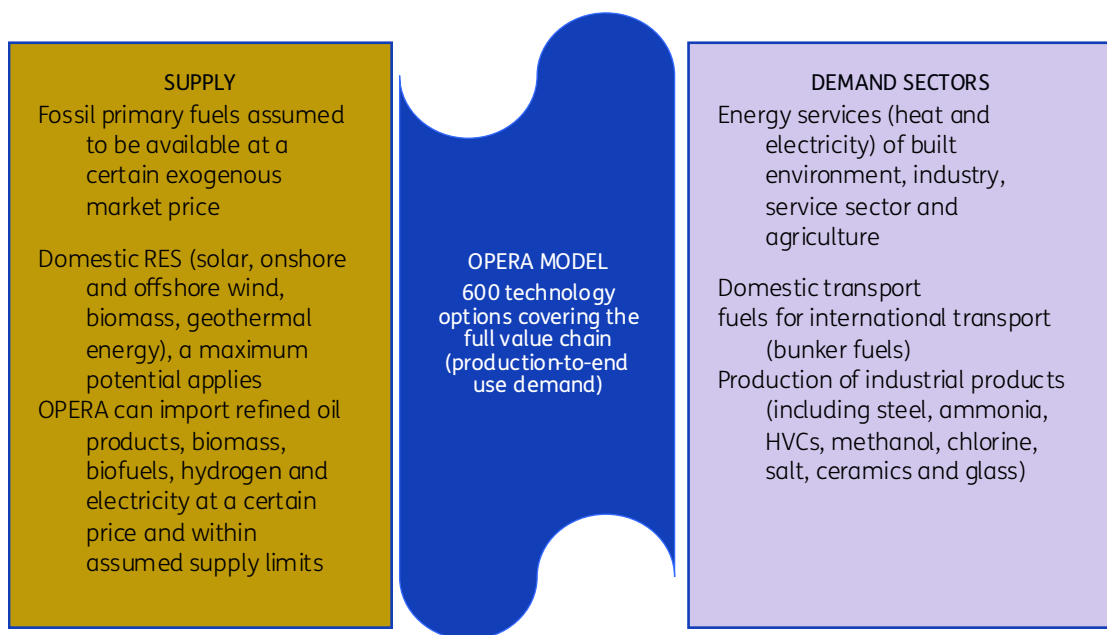 SUPPLY
Fossil primary fuels assumed
to be available at a
certain exogenous
market price
Domestic RES (solar, onshore
and offshore wind,
biomass, geothermal
energy), a maximum
potential applies
OPERA can import refined oil
products, biomass,
biofuels, hydrogen and
electricity at a certain
price and within
assumed supply limits
OPERA MODEL
600 technology
options covering the
full value chain
(production-to-end
use demand)
DEMAND SECTORS
Energy services (heat and
electricity) of built
environment, industry,
service sector and
agriculture
Domestic transport
fuels for international transport
(bunker fuels)
Production of industrial products
(including steel, ammonia,
HVCs, methanol, chlorine,
salt, ceramics and glass)